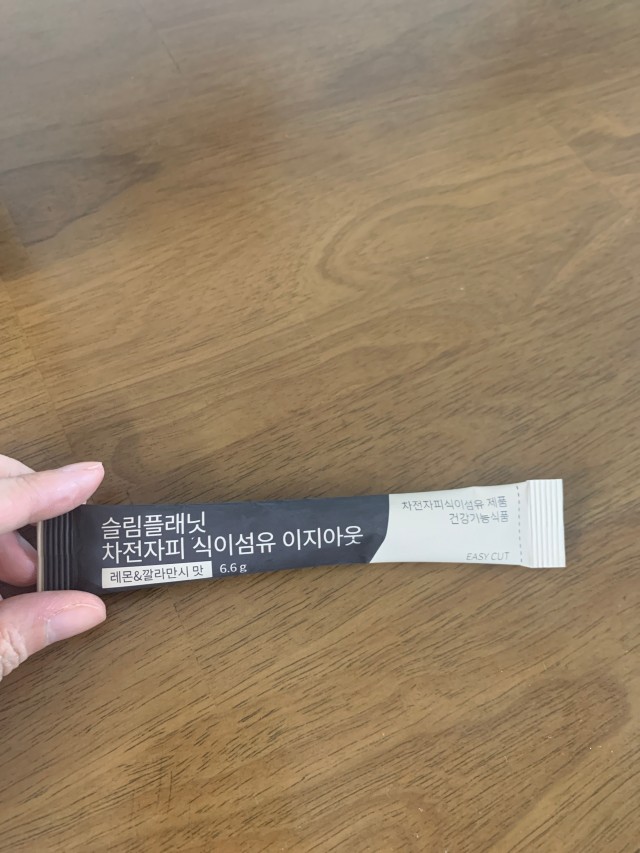 슬림플래닛
차전자피 식이섬유 이지아웃
레몬&깔라만시 맛 6.6 g
차전자피식이섬유 제품
건강기능식품
EASY CUT